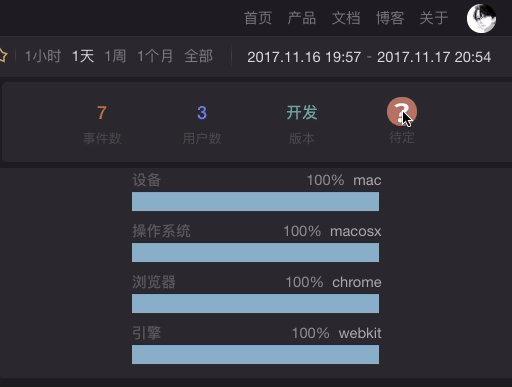 首页 产品 文档 博客 关于
1小时 1天 1周 1个月 全部 2017.11.16 19:57 - 2017.11.17 20:54
7 3 开发 ?
事件数 用户数 版本 待定
设备 100% mac
操作系统 100% macosx
浏览器 100% chrome
引擎 100% webkit